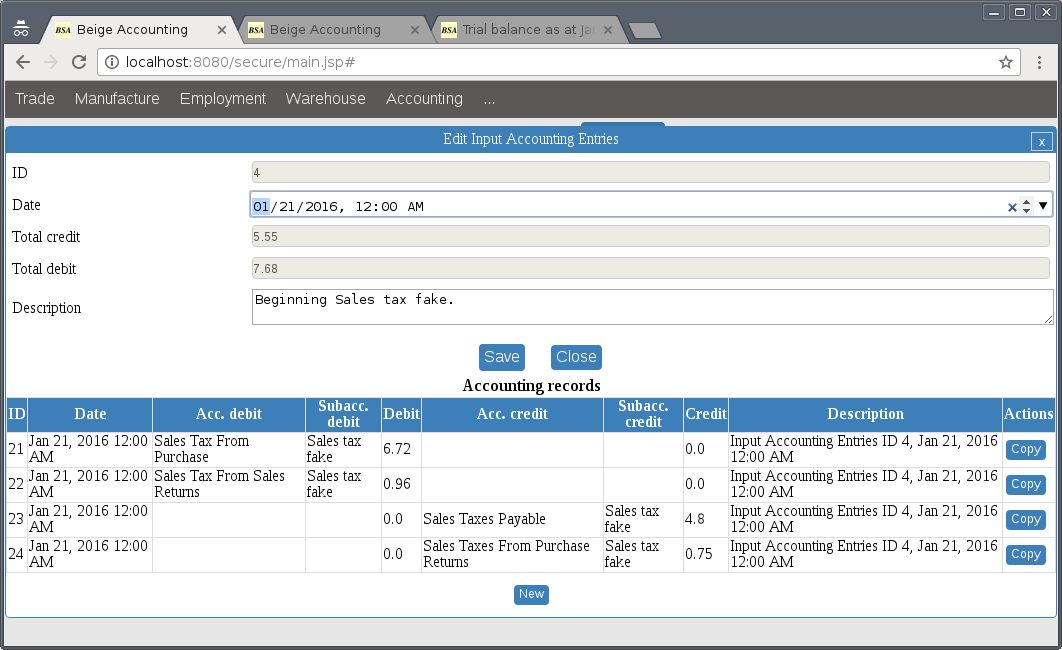 BSA Beige Accounting
BSA Beige Accounting
BSA Trial balance as at Ja
localhost:8080/secure/main.jsp#
Trade Manufacture Employment Warehouse Accounting ...
Edit Input Accounting Entries
x
ID 4
Date 01/21/2016, 12:00 AM
Total credit 5.55
Total debit 7.68
Description Beginning Sales tax fake.
Save Close
Accounting records
ID Date Acc. debit Subacc. debit Debit Acc. credit Subacc. credit Credit Description Actions
21 Jan 21, 2016 12:00 AM Sales Tax From Purchase Sales tax fake 6.72 0.0 Input Accounting Entries ID 4, Jan 21, 2016 12:00 AM Copy
22 Jan 21, 2016 12:00 AM Sales Tax From Sales Returns Sales tax fake 0.96 0.0 Input Accounting Entries ID 4, Jan 21, 2016 12:00 AM Copy
23 Jan 21, 2016 12:00 AM 0.0 Sales Taxes Payable Sales tax fake 4.8 Input Accounting Entries ID 4, Jan 21, 2016 12:00 AM Copy
24 Jan 21, 2016 12:00 AM 0.0 Sales Taxes From Purchase Returns Sales tax fake 0.75 Input Accounting Entries ID 4, Jan 21, 2016 12:00 AM Copy
New